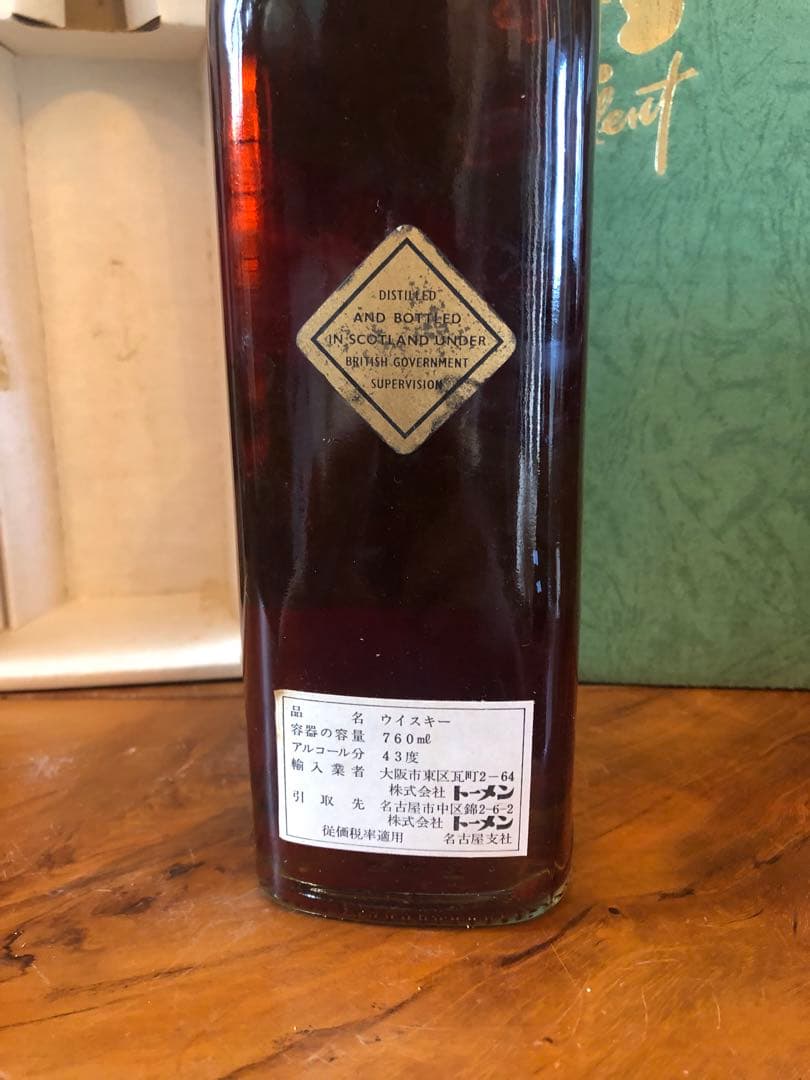 DISTILLED
AND BOTTLED
IN SCOTLAND UNDER
BRITISH GOVERNMENT
SUPERVISION
品名 ウイスキー
容器の容量 760ml
アルコール分 43度
輸入業者 大阪市東区瓦町2-64
株式会社 トーメン
引取先 名古屋市中区錦2-6-2
株式会社 トーメン
従価税率適用 名古屋支社